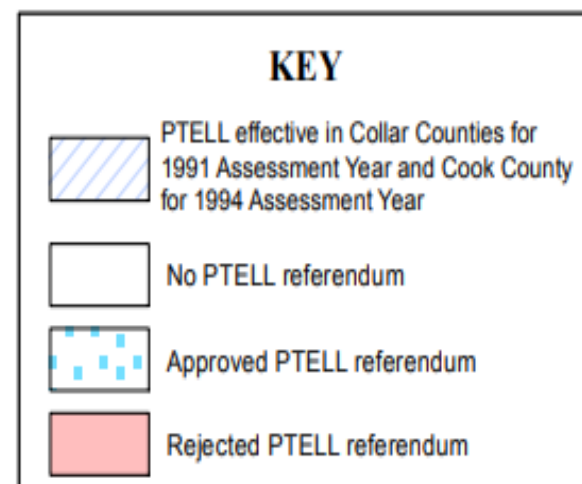 KEY
PTELL effective in Collar Counties for
1991 Assessment Year and Cook County
for 1994 Assessment Year
No PTELL referendum
Approved PTELL referendum
Rejected PTELL referendum